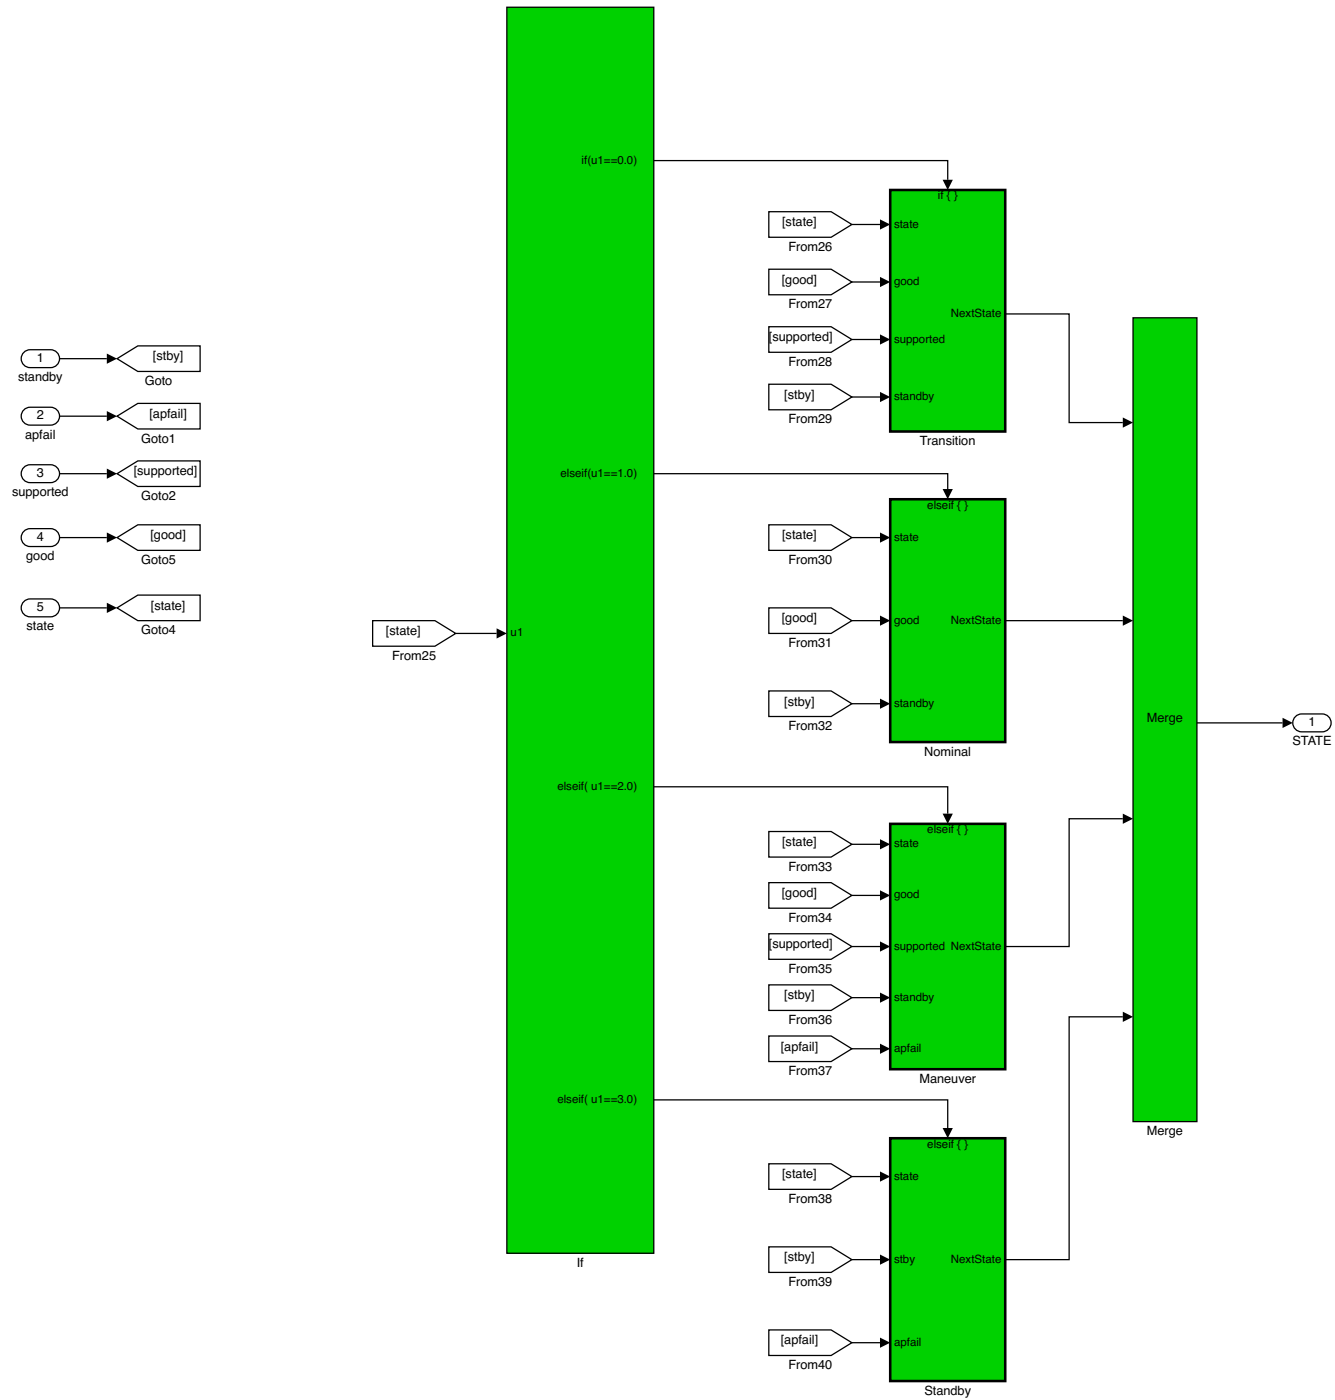 1
standby
[stby]
Goto
2
apfail
[apfail]
Goto1
3
supported
[supported]
Goto2
4
good
[good]
Goto5
5
state
[state]
Goto4
[state]
From25
u1
if(u1==0.0)
elseif(u1==1.0)
elseif( u1==2.0)
elseif( u1==3.0)
If
if { }
[state]
From26
state
[good]
From27
good
NextState
[supported]
From28
supported
[stby]
From29
standby
Transition
elseif { }
[state]
From30
state
[good]
From31
good
NextState
[stby]
From32
standby
Nominal
elseif { }
[state]
From33
state
[good]
From34
good
[supported]
From35
supported NextState
[stby]
From36
standby
[apfail]
From37
apfail
Maneuver
elseif { }
[state]
From38
state
[stby]
From39
stby
NextState
[apfail]
From40
apfail
Standby
Merge
Merge
1
STATE